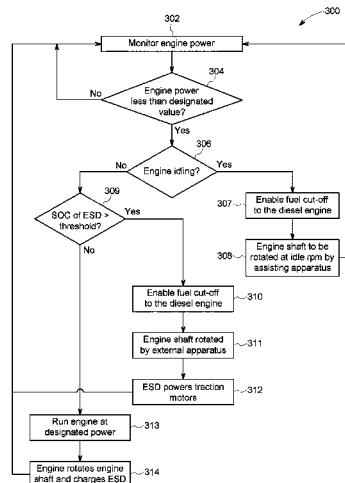 300
302
Monitor engine power
304
Engine power
less than designated
value?
No
Yes
306
Engine idling?
No
Yes
309
SOC of ESD >
threshold?
Yes
No
307
Enable fuel cut-off
to the diesel engine
308
Engine shaft to be
rotated at idle rpm by
assisting apparatus
Enable fuel cut-off
to the diesel engine
310
Engine shaft rotated
by external apparatus
311
ESD powers traction
motors
312
Run engine at
designated power
313
Engine rotates engine
shaft and charges ESD
314